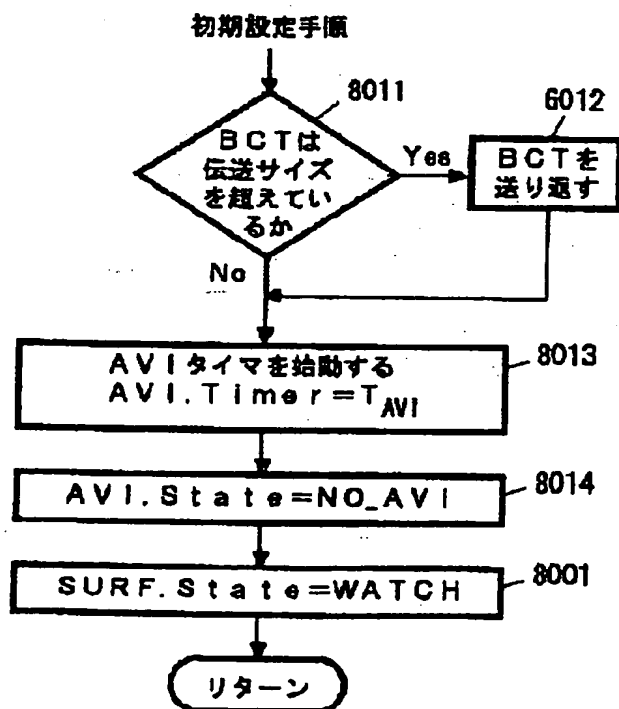 初期設定手順
8011
BCTは
伝送サイズ
を超えてい
るか
Yes
6012
BCTを
送り返す
No
AVIタイマを始動する
AVI.Timer=TAVI
8013
AVI.State=NO_AVI
8014
SURF.State=WATCH
8001
リターン